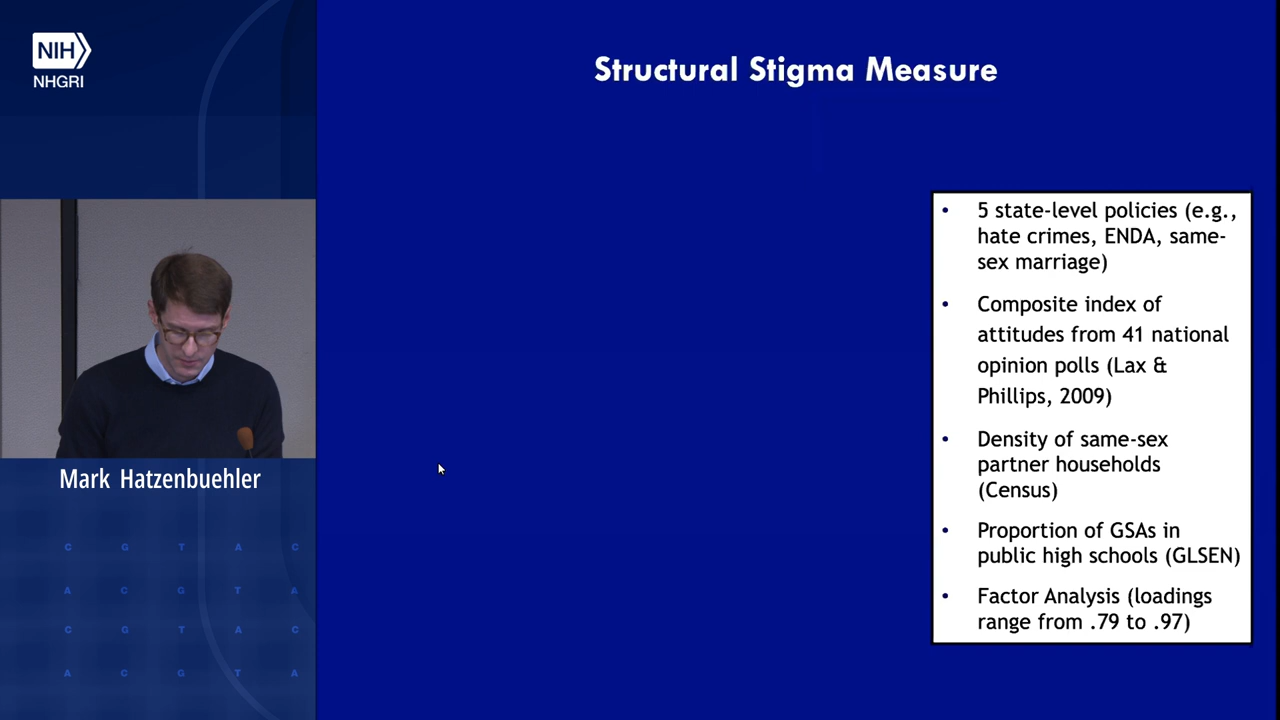 NIH
NHGRI
Structural Stigma Measure
• 5 state-level policies (e.g.,
hate crimes, ENDA, same-
sex marriage)
• Composite index of
attitudes from 41 national
opinion polls (Lax &
Phillips, 2009)
• Density of same-sex
partner households
(Census)
• Proportion of GSAs in
public high schools (GLSEN)
• Factor Analysis (loadings
range from .79 to .97)
Mark Hatzenbuehler
C G T A C
A C G T A
C G T A C
A C G T A